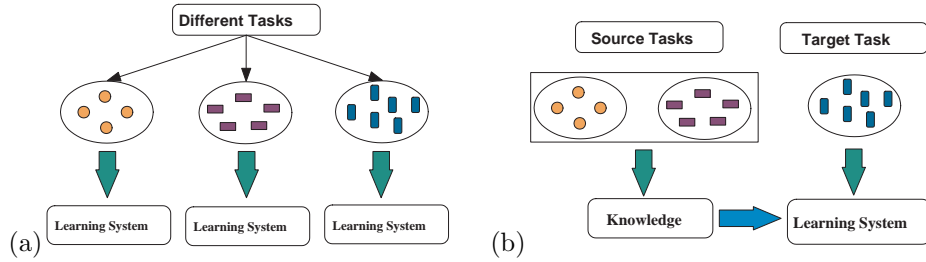 Different Tasks
Learning System
Learning System
Learning System
(a)
Source Tasks
Target Task
Knowledge
Learning System
(b)